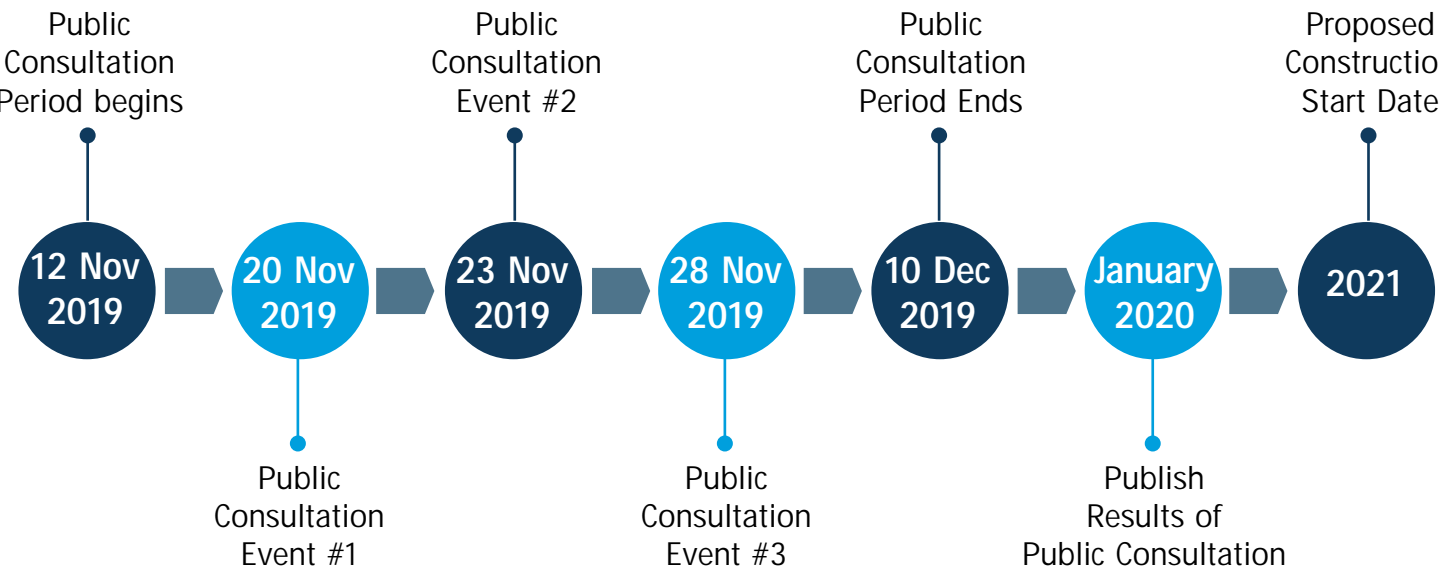 Public
Consultation
Period begins
Public
Consultation
Event #2
Public
Consultation
Period Ends
Proposed
Constructio
Start Date
12 Nov
2019
20 Nov
2019
23 Nov
2019
28 Nov
2019
10 Dec
2019
January
2020
2021
Public
Consultation
Event #1
Public
Consultation
Event #3
Publish
Results of
Public Consultation